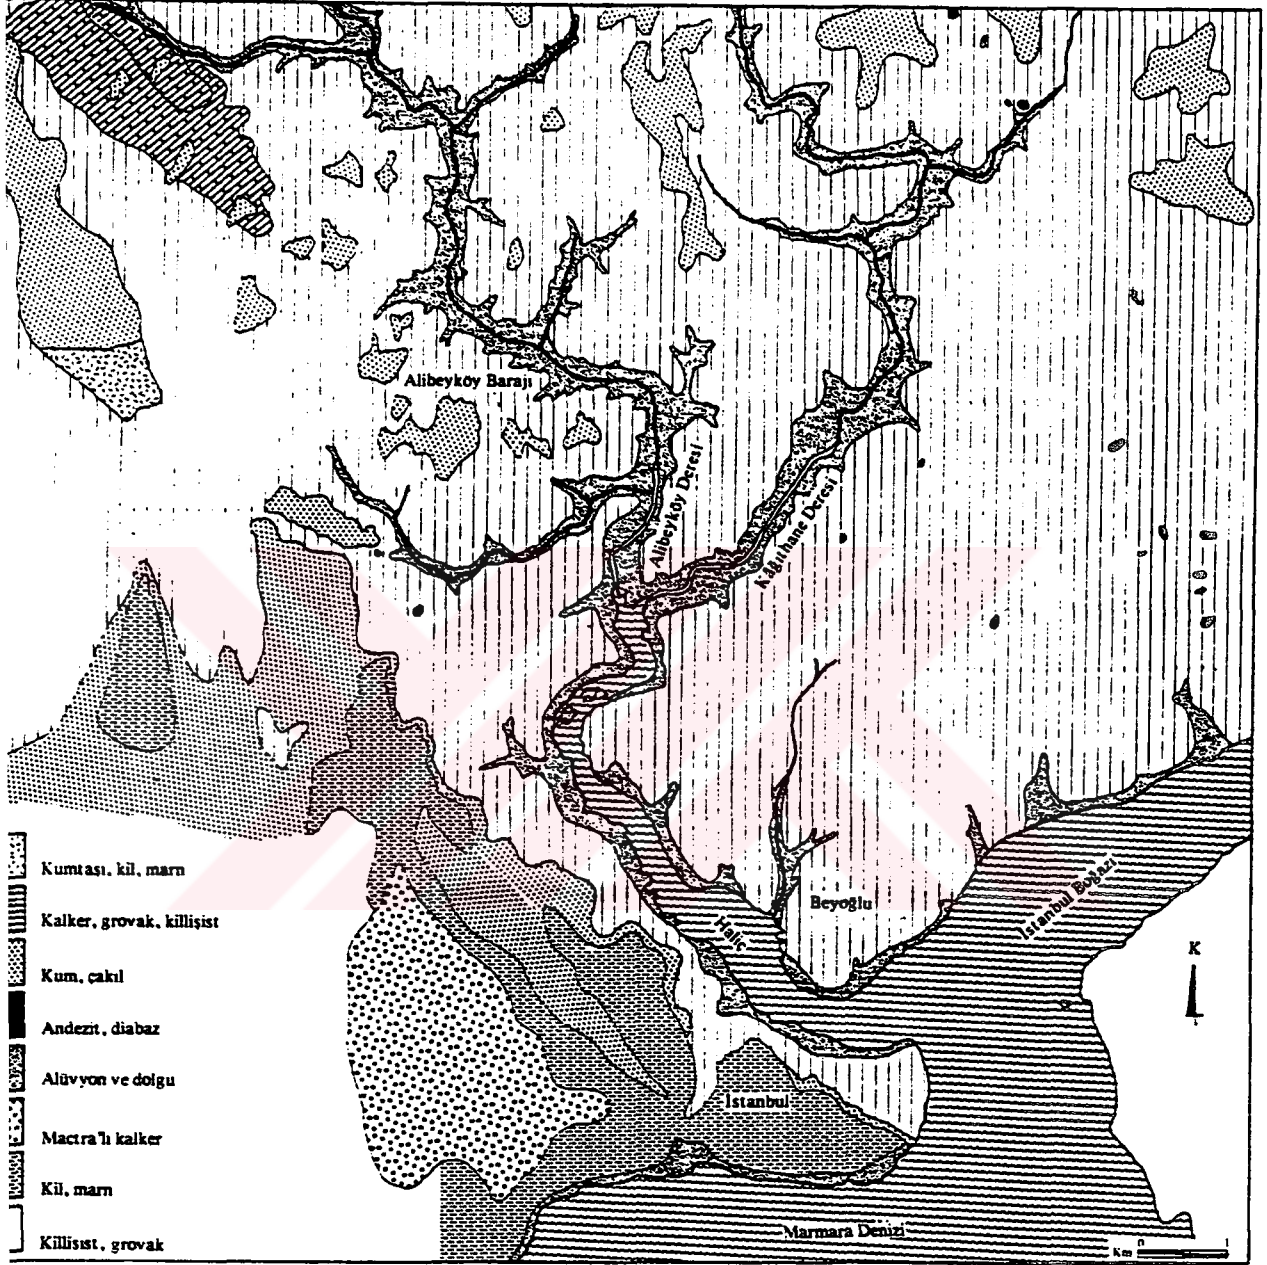 Alibeyköy Barajı
Alibeyköy Deresi
Kâğıthane Deresi
Kumtaşı, kil, marn
Kalker, grovak, killişist
Kum, çakıl
Andezit, diabaz
Alüvyon ve dolgu
Mactra'lı kalker
Kil, marn
Killişist, grovak
Beyoğlu
Haliç
İstanbul Boğazı
K
İstanbul
Marmara Denizi
Km 0 1